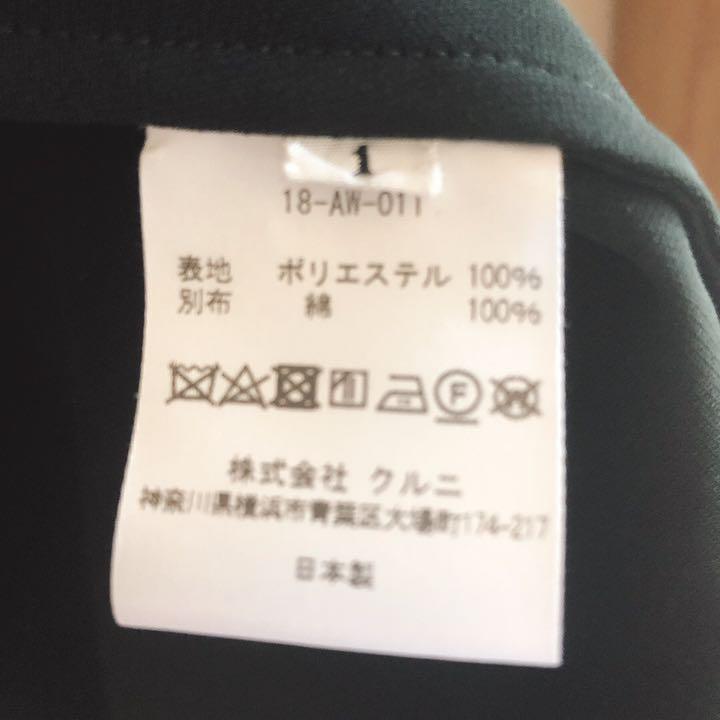 1
18-AW-011
表地 ポリエステル 100%
別布 綿 100%
F
W
株式会社 クルニ
神奈川県横浜市青葉区大場町174-217
日本製